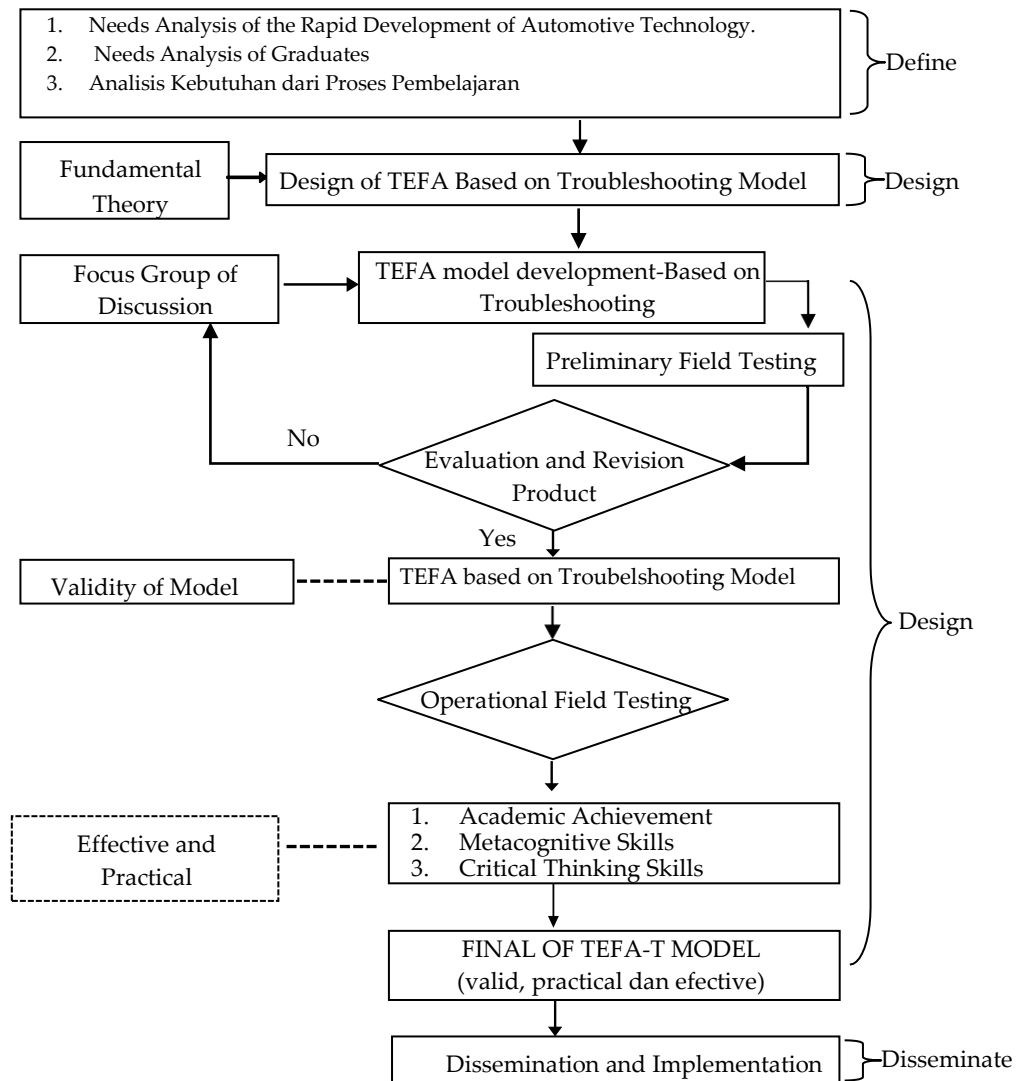 1. Needs Analysis of the Rapid Development of Automotive Technology.
2. Needs Analysis of Graduates
3. Analisis Kebutuhan dari Proses Pembelajaran
Define
Fundamental
Theory
Design of TEFA Based on Troubleshooting Model
Design
Focus Group of
Discussion
TEFA model development-Based on
Troubleshooting
Preliminary Field Testing
No
Evaluation and Revision
Product
Yes
Validity of Model
TEFA based on Troubelshooting Model
Design
Operational Field Testing
Effective and
Practical
1. Academic Achievement
2. Metacognitive Skills
3. Critical Thinking Skills
FINAL OF TEFA-T MODEL
(valid, practical dan efective)
Dissemination and Implementation
Disseminate